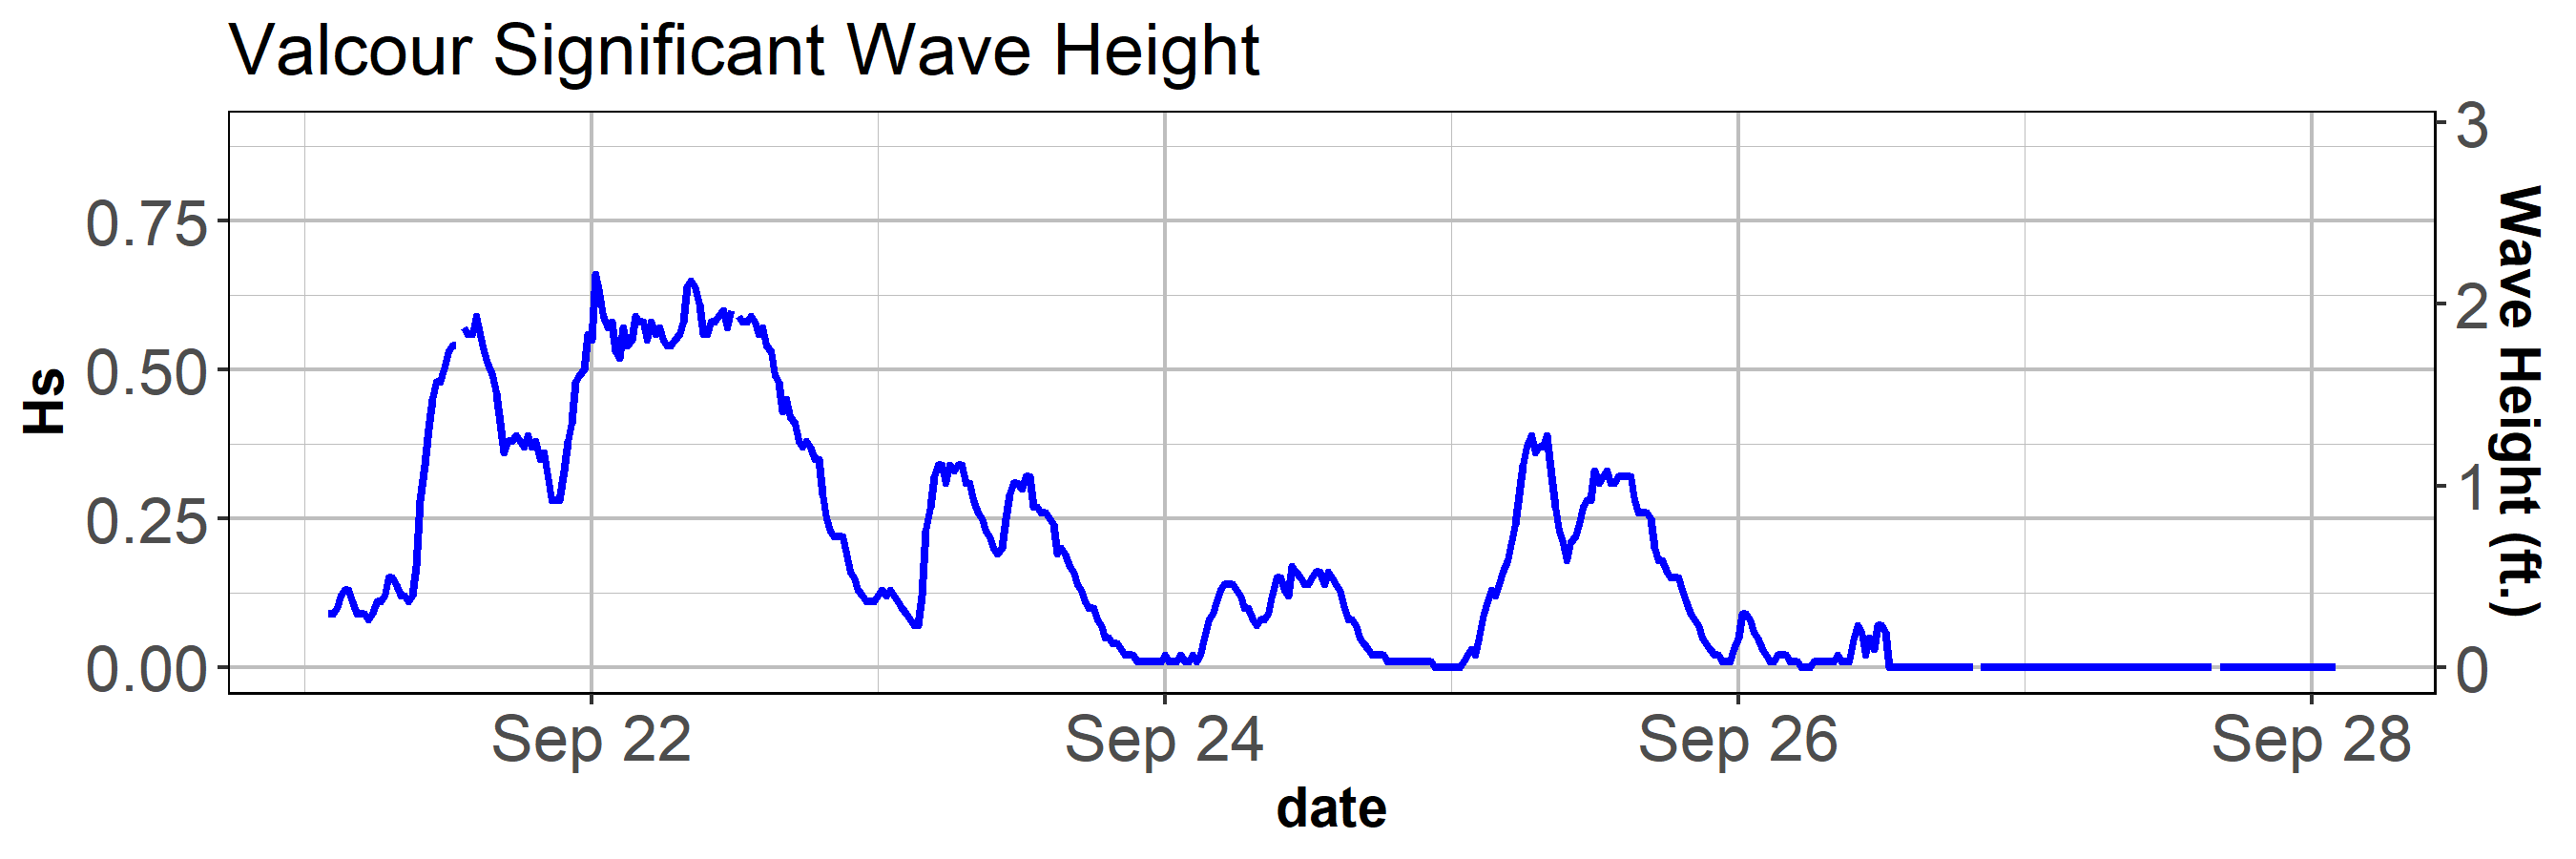 Valcour Significant Wave Height
Hs
0.75
0.50
0.25
0.00
3
2
1
0
Wave Height (ft.)
Sep 22
Sep 24
Sep 26
Sep 28
date